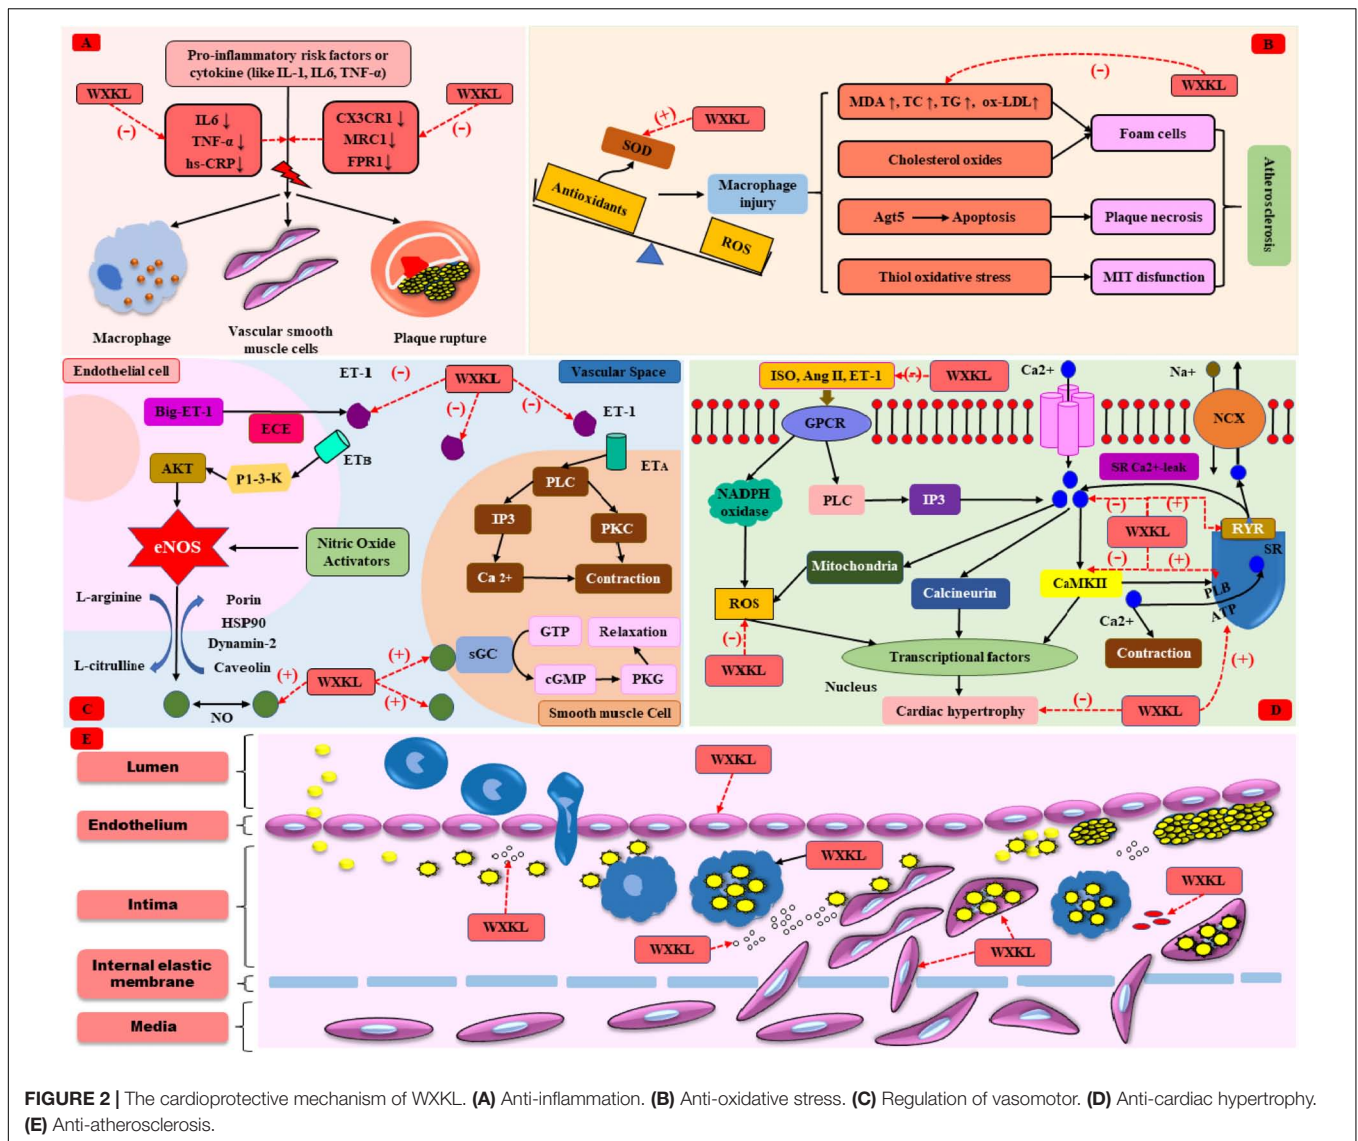 A
Pro-inflammatory risk factors or
cytokine (like IL-1, IL6, TNF-α)
WXKL
WXKL
(-)
(-)
IL6 ↓
TNF-α ↓
hs-CRP↓
CX3CR1 ↓
MRC1↓
FPR1↓
Macrophage
Vascular smooth
muscle cells
Plaque rupture
B
(-)
WXKL
MDA ↑, TC ↑, TG ↑, ox-LDL↑
(+)
WXKL
SOD
Foam cells
Cholesterol oxides
Antioxidants
ROS
Macrophage
injury
Agt5
Apoptosis
Plaque necrosis
Thiol oxidative stress
MIT disfunction
Atherosclerosis
Endothelial cell
ET-1
(-)
WXKL
Vascular Space
(-)
(-)
ET-1
Big-ET-1
ECE
ETB
ETA
AKT
P1-3-K
PLC
IP3
PKC
eNOS
Nitric Oxide
Activators
Ca 2+
Contraction
L-arginine
Porin
HSP90
Dynamin-2
L-citrulline
Caveolin
GTP
Relaxation
sGC
cGMP
PKG
(+)
WXKL
(+)
(+)
NO
C
Smooth muscle Cell
ISO, Ang II, ET-1
(-)
WXKL
Ca2+
Na+
GPCR
NCX
SR Ca2+-leak
NADPH
oxidase
PLC
IP3
(-)
(+)
WXKL
RYR
SR
(-)
(+)
Mitochondria
CaMKII
PLB
ATP
ROS
Calcineurin
Ca2+
(-)
WXKL
Transcriptional factors
Contraction
(+)
Nucleus
Cardiac hypertrophy
(-)
WXKL
D
E
Lumen
Endothelium
Intima
Internal elastic
membrane
Media
WXKL
WXKL
WXKL
WXKL
WXKL
WXKL
FIGURE 2 | The cardioprotective mechanism of WXKL. (A) Anti-inflammation. (B) Anti-oxidative stress. (C) Regulation of vasomotor. (D) Anti-cardiac hypertrophy.
(E) Anti-atherosclerosis.